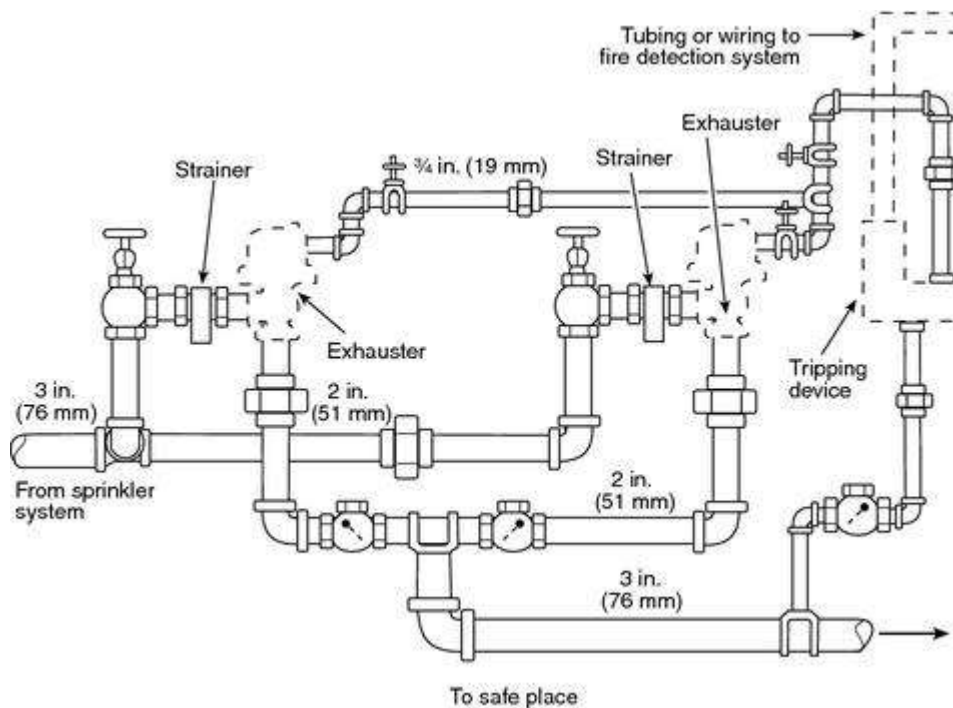 Tubing or wiring to
fire detection system
Exhauster
Strainer
¾ in. (19 mm)
Strainer
Exhauster
Tripping
device
3 in.
(76 mm)
2 in.
(51 mm)
From sprinkler
system
2 in.
(51 mm)
3 in.
(76 mm)
To safe place